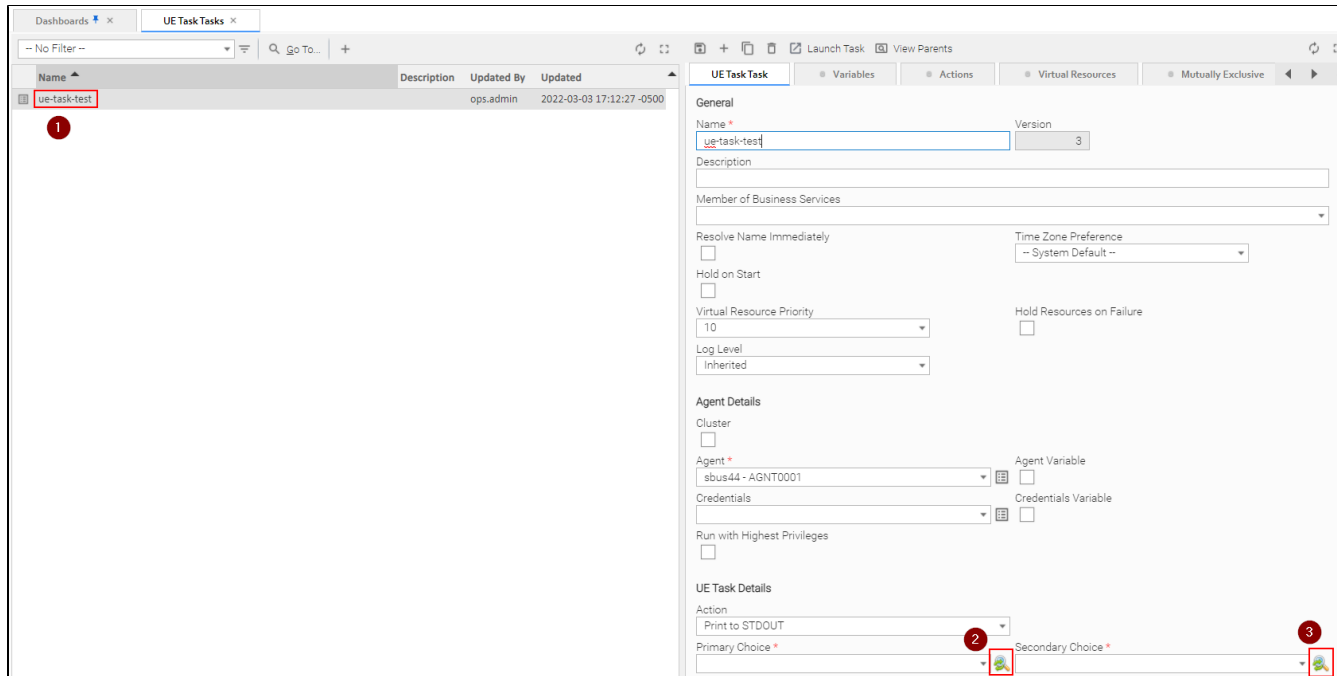 Dashboards
UE Task Tasks
-- No Filter --
Go To...
Launch Task
View Parents
Name
Description
Updated By
Updated
ue-task-test
ops.admin
2022-03-03 17:12:27 -0500
1
UE Task Task
Variables
Actions
Virtual Resources
Mutually Exclusive
General
Name *
Version
ue-task-test
3
Description
Member of Business Services
Resolve Name Immediately
Time Zone Preference
-- System Default --
Hold on Start
Virtual Resource Priority
Hold Resources on Failure
10
Log Level
Inherited
Agent Details
Cluster
Agent *
Agent Variable
sbus44 - AGNT0001
Credentials
Credentials Variable
Run with Highest Privileges
UE Task Details
Action
Print to STDOUT
2
3
Primary Choice *
Secondary Choice *